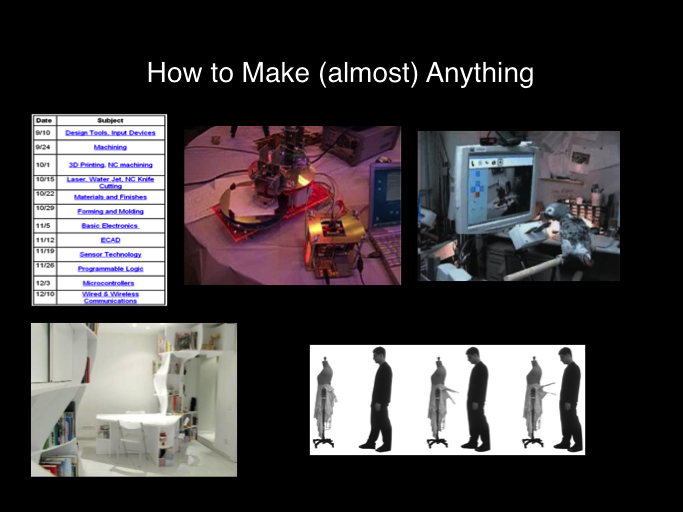 How to Make (almost) Anything
Date Subject
9/10 Design Tools, Input Devices
9/24 Machining
10/1 3D Printing, NC machining
10/15 Laser, Water Jet, NC Knife
Cutting
10/22 Materials and Finishes
10/29 Forming and Molding
11/5 Basic Electronics
11/12 ECAD
11/19 Sensor Technology
11/26 Programmable Logic
12/3 Microcontrollers
12/10 Wired & Wireless
Communications